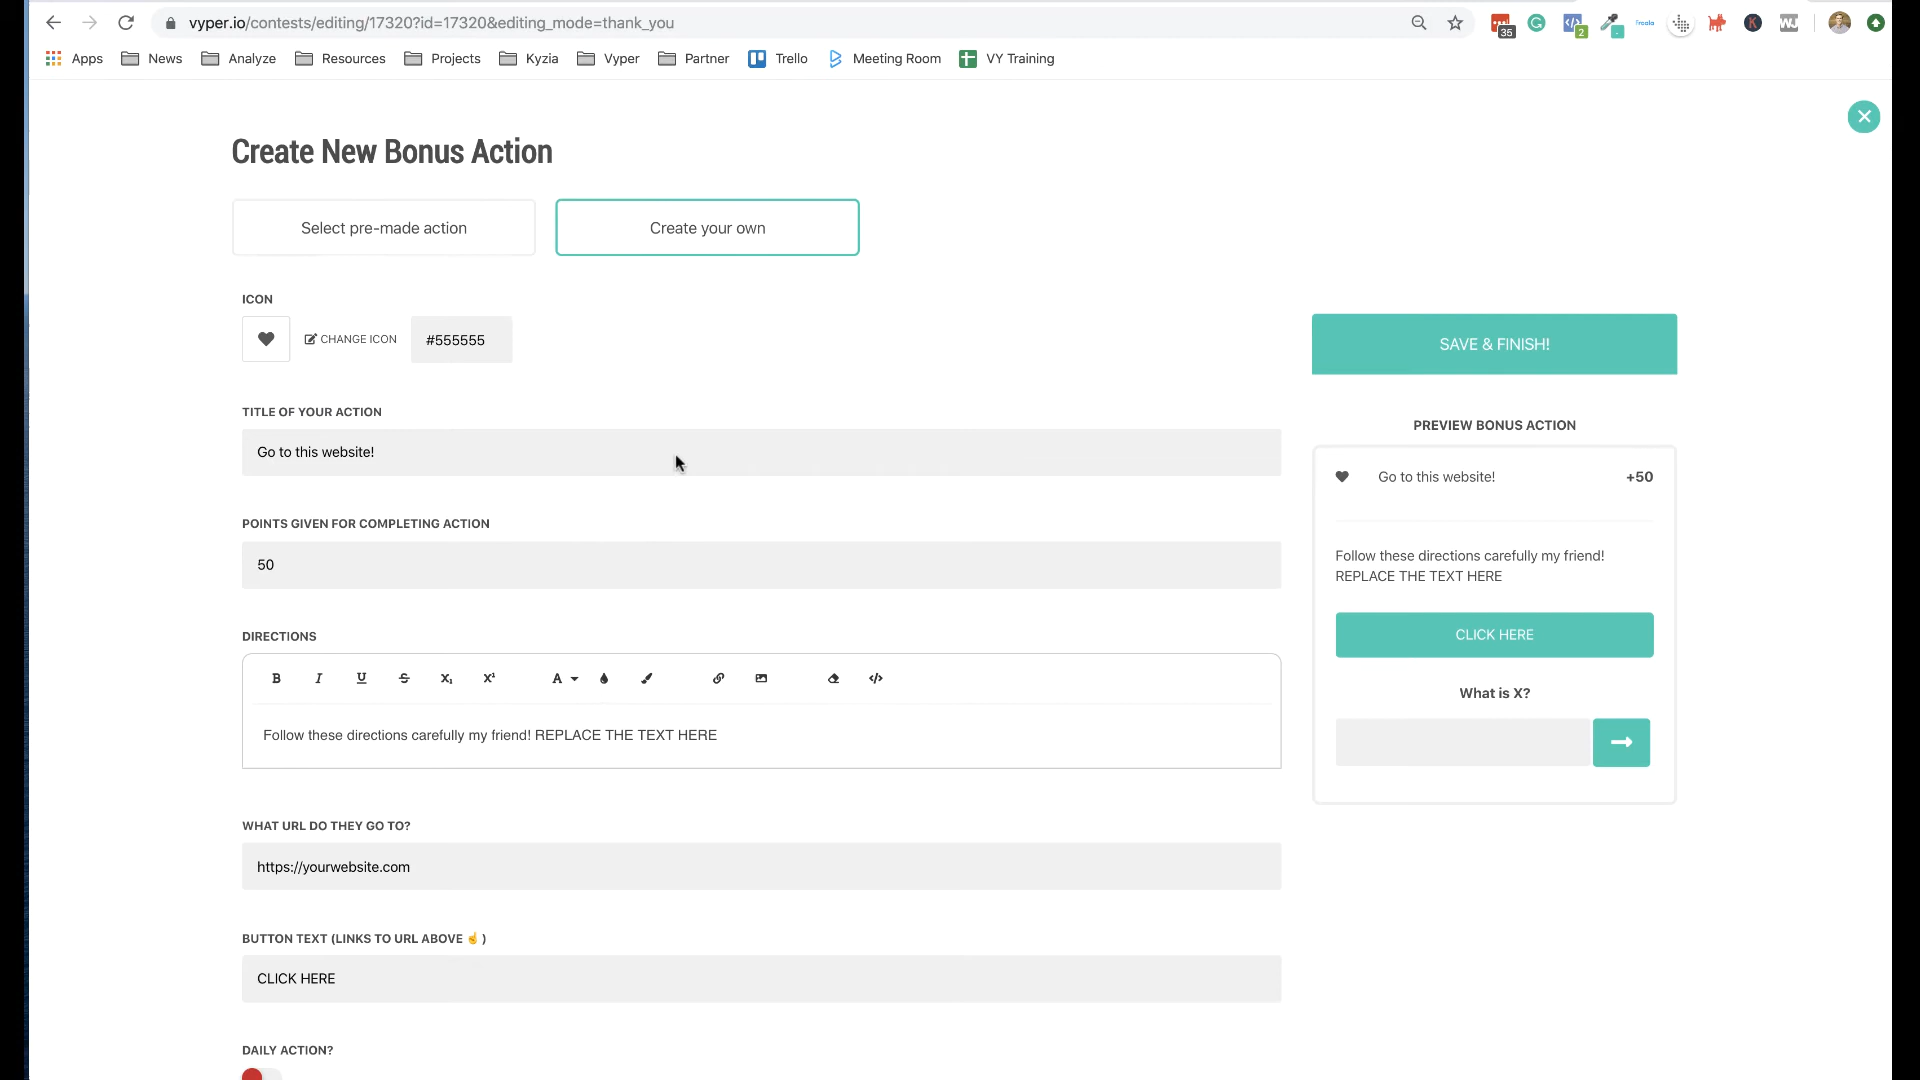 vyper.io/contests/editing/17320?id=17320&editing_mode=thank_you
35
2
Froala
K
Apps
News
Analyze
Resources
Projects
Kyzia
Vyper
Partner
Trello
Meeting Room
VY Training
Create New Bonus Action
Select pre-made action
Create your own
ICON
CHANGE ICON
#555555
SAVE & FINISH!
TITLE OF YOUR ACTION
Go to this website!
PREVIEW BONUS ACTION
Go to this website!
+50
POINTS GIVEN FOR COMPLETING ACTION
50
Follow these directions carefully my friend!
REPLACE THE TEXT HERE
CLICK HERE
What is X?
DIRECTIONS
B I U S X₁ X¹ A </>
Follow these directions carefully my friend! REPLACE THE TEXT HERE
WHAT URL DO THEY GO TO?
https://yourwebsite.com
BUTTON TEXT (LINKS TO URL ABOVE ☝)
CLICK HERE
DAILY ACTION?